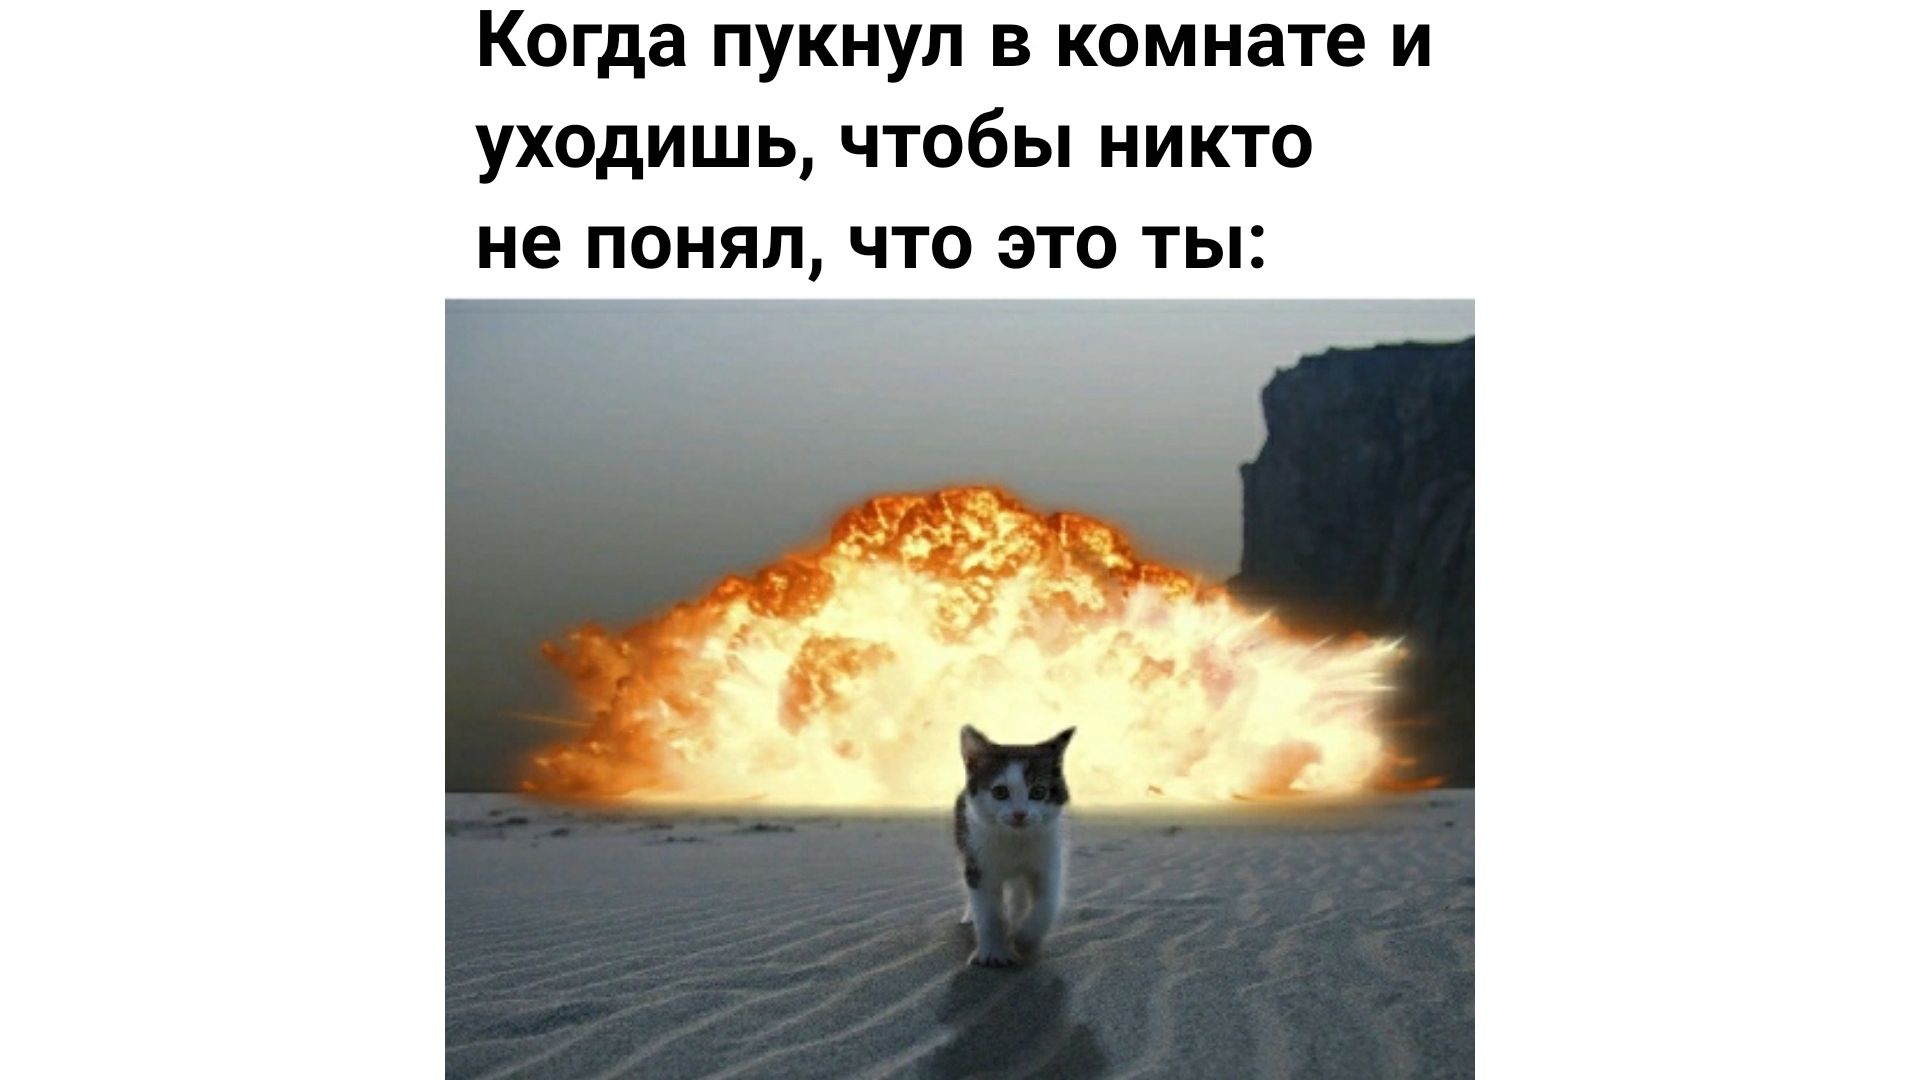 Когда пукнул в комнате и
уходишь, чтобы никто
не понял, что это ты: